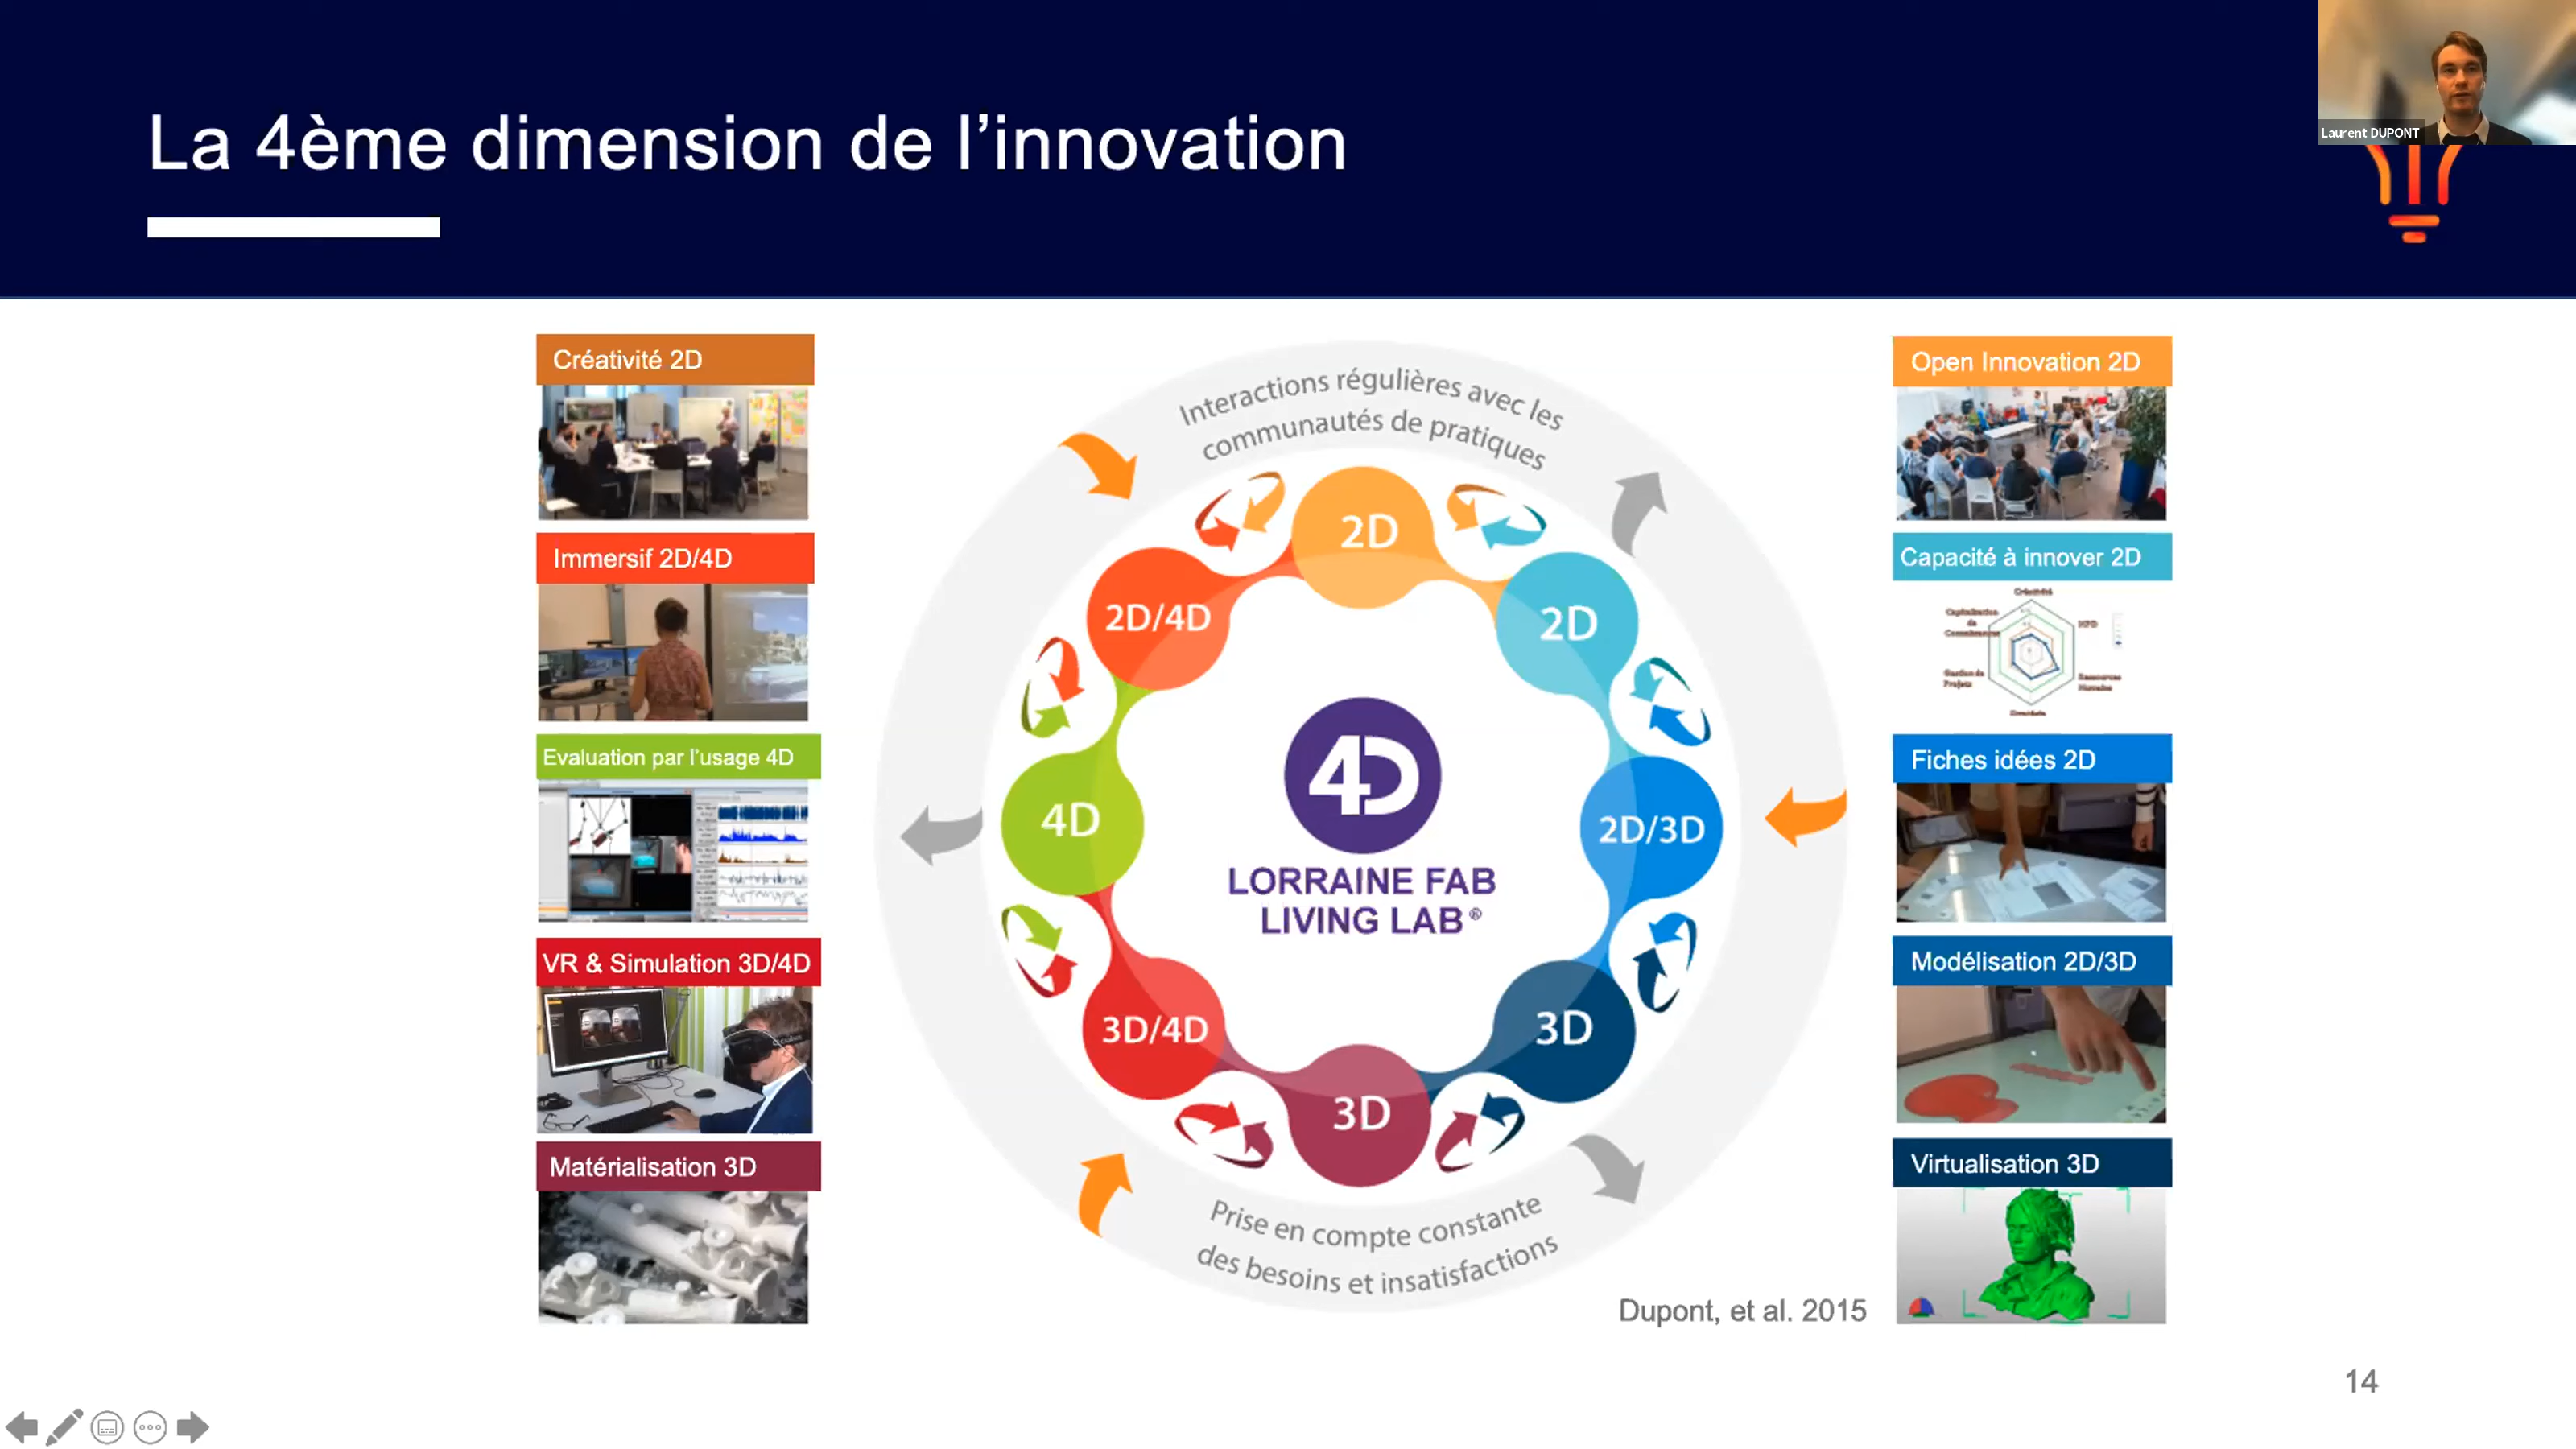 La 4ème dimension de l’innovation
Laurent DUPONT
Créativité 2D
Immersif 2D/4D
Evaluation par l’usage 4D
VR & Simulation 3D/4D
Matérialisation 3D
Interactions régulières avec les
communautés de pratiques
2D
2D
2D/3D
3D
3D
3D/4D
4D
2D/4D
4D
LORRAINE FAB
LIVING LAB®
Prise en compte constante
des besoins et insatisfactions
Dupont, et al. 2015
Open Innovation 2D
Capacité à innover 2D
Créativité
Fiches idées 2D
Modélisation 2D/3D
Virtualisation 3D
14